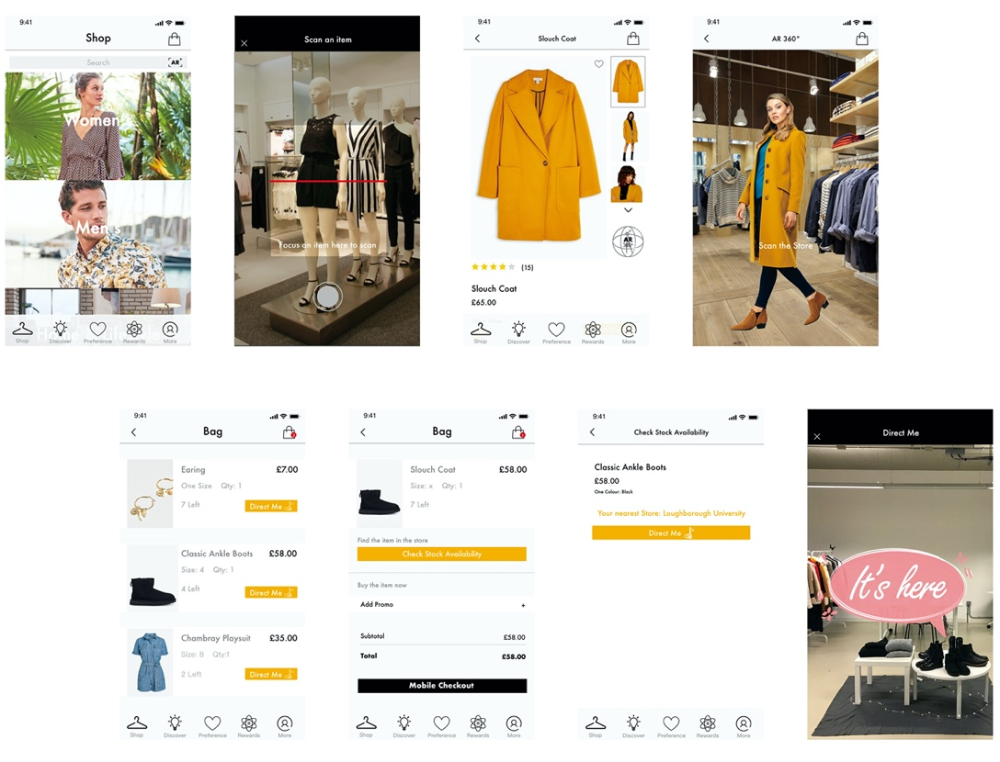 9:41
Shop
Search
AR
Women's
Men's
Shop
Discover
Preference
Rewards
More
Scan an item
Focus an item here to scan
9:41
Slouch Coat
AR
(15)
Slouch Coat
£65.00
Shop
Discover
Preference
Rewards
More
9:41
AR 360°
Scan the Store
9:41
Bag
Earing £7.00
One Size Qty: 1
7 Left Direct Me
Classic Ankle Boots £58.00
Size: 4 Qty: 1
4 Left Direct Me
Chambray Playsuit £35.00
Size: 8 Qty:1
2 Left Direct Me
Shop
Discover
Preference
Rewards
More
9:41
Bag
Slouch Coat £58.00
Size: x Qty: 1
7 Left
Find the item in the store
Check Stock Availability
Buy the item now
Add Promo +
Subtotal £58.00
Total £58.00
Mobile Checkout
Shop
Discover
Preference
Rewards
More
9:41
Check Stock Availability
Classic Ankle Boots
£58.00
One Colour: Black
Your nearest Store: Loughborough University
Direct Me
Shop
Discover
Preference
Rewards
More
Direct Me
It's here